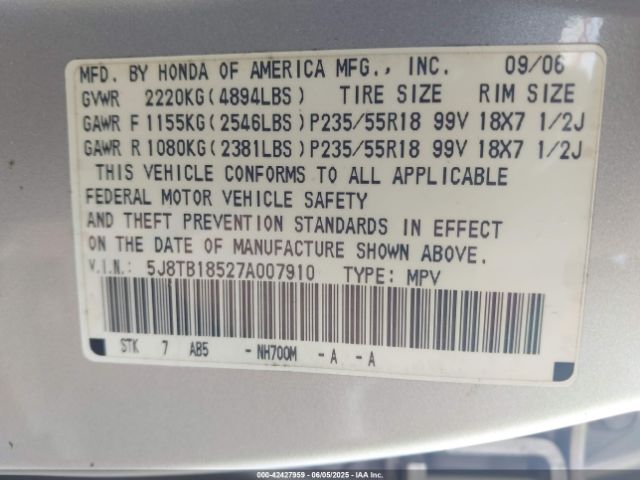 MFD. BY HONDA OF AMERICA MFG., INC. 09/06
GVWR 2220KG(4894LBS) TIRE SIZE RIM SIZE
GAWR F 1155KG(2546LBS)P235/55R18 99V 18X7 1/2J
GAWR R 1080KG(2381LBS)P235/55R18 99V 18X7 1/2J
THIS VEHICLE CONFORMS TO ALL APPLICABLE
FEDERAL MOTOR VEHICLE SAFETY
AND THEFT PREVENTION STANDARDS IN EFFECT
ON THE DATE OF MANUFACTURE SHOWN ABOVE.
V.I.N.: 5J8TB18527A007910 TYPE: MPV
STK 7 AB5 - NH700M - A - A
000-42427959 | 06/05/2025 | IAA Inc.